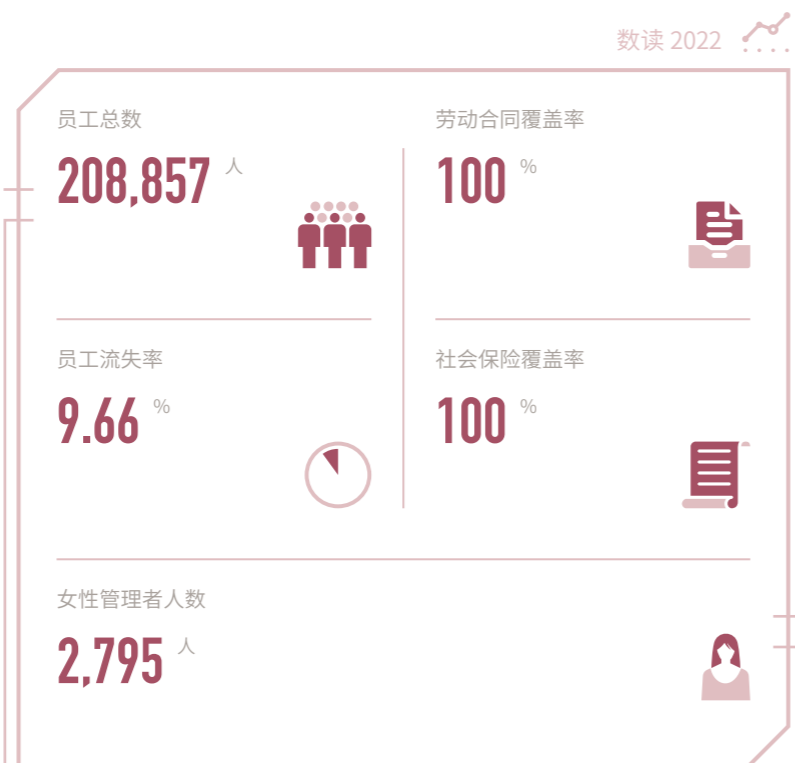 数读 2022
员工总数
208,857 人
劳动合同覆盖率
100 %
员工流失率
9.66 %
社会保险覆盖率
100 %
女性管理者人数
2,795 人